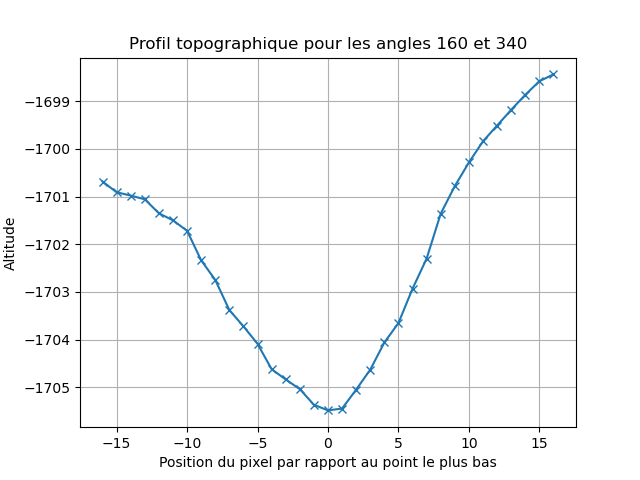 Profil topographique pour les angles 160 et 340
Altitude
−1699
−1700
−1701
−1702
−1703
−1704
−1705
−15 −10 −5 0 5 10 15
Position du pixel par rapport au point le plus bas